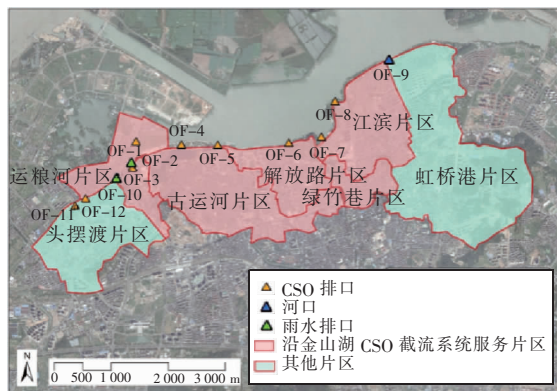 OF-9
OF-8
江滨片区
OF-4
OF-1
OF-2
OF-5
OF-6
OF-7
虹桥港片区
运粮河片区
OF-3
解放路片区
OF-10
古运河片区
绿竹巷片区
OF-11
OF-12
头摆渡片区
CSO 排口
河口
雨水排口
沿金山湖 CSO 截流系统服务片区
其他片区
N
0 500 1 000 2 000 3 000 m